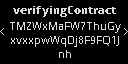 verifyingContract
TMZWxMaFW7ThuGy
xvxxpwWqDj8F9FQ1J
nh